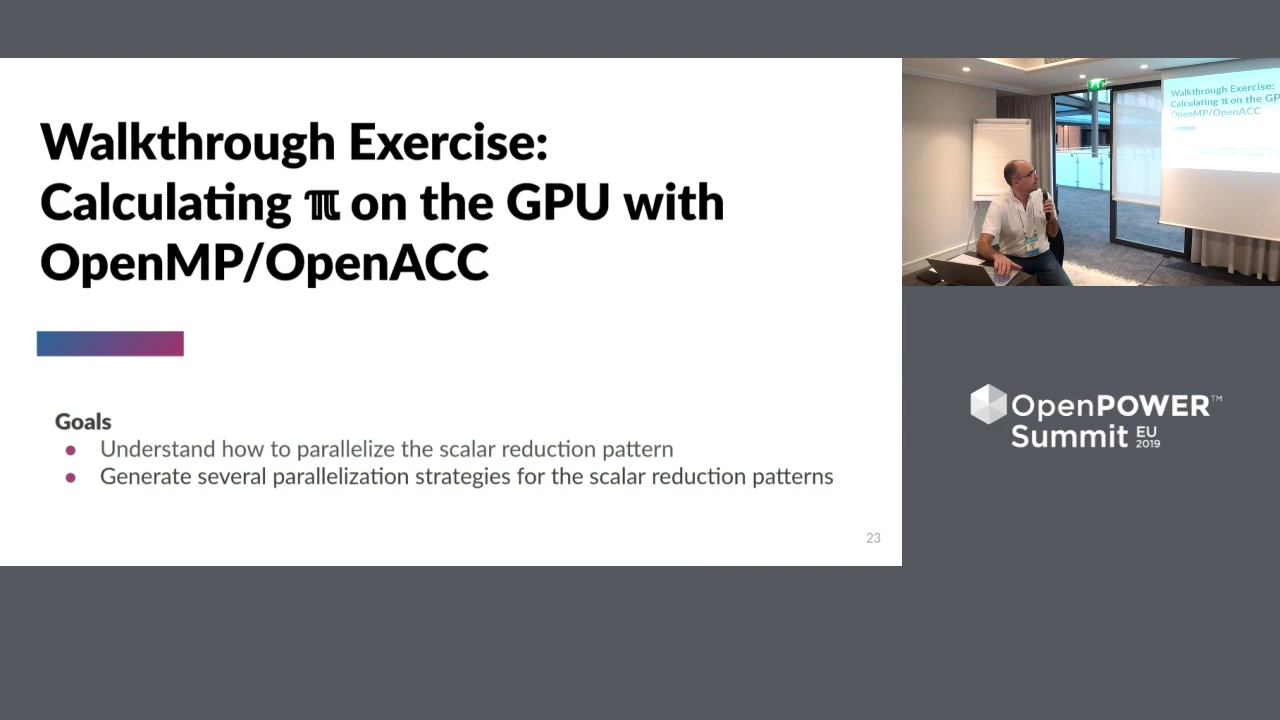 Walkthrough Exercise:
Calculating ℼ on the GPU with
OpenMP/OpenACC
Goals
● Understand how to parallelize the scalar reduction pattern
● Generate several parallelization strategies for the scalar reduction patterns
23
Walkthrough Exercise:
Calculating ℼ on the GP
OpenMP/OpenACC
OpenPOWER™
Summit EU
2019